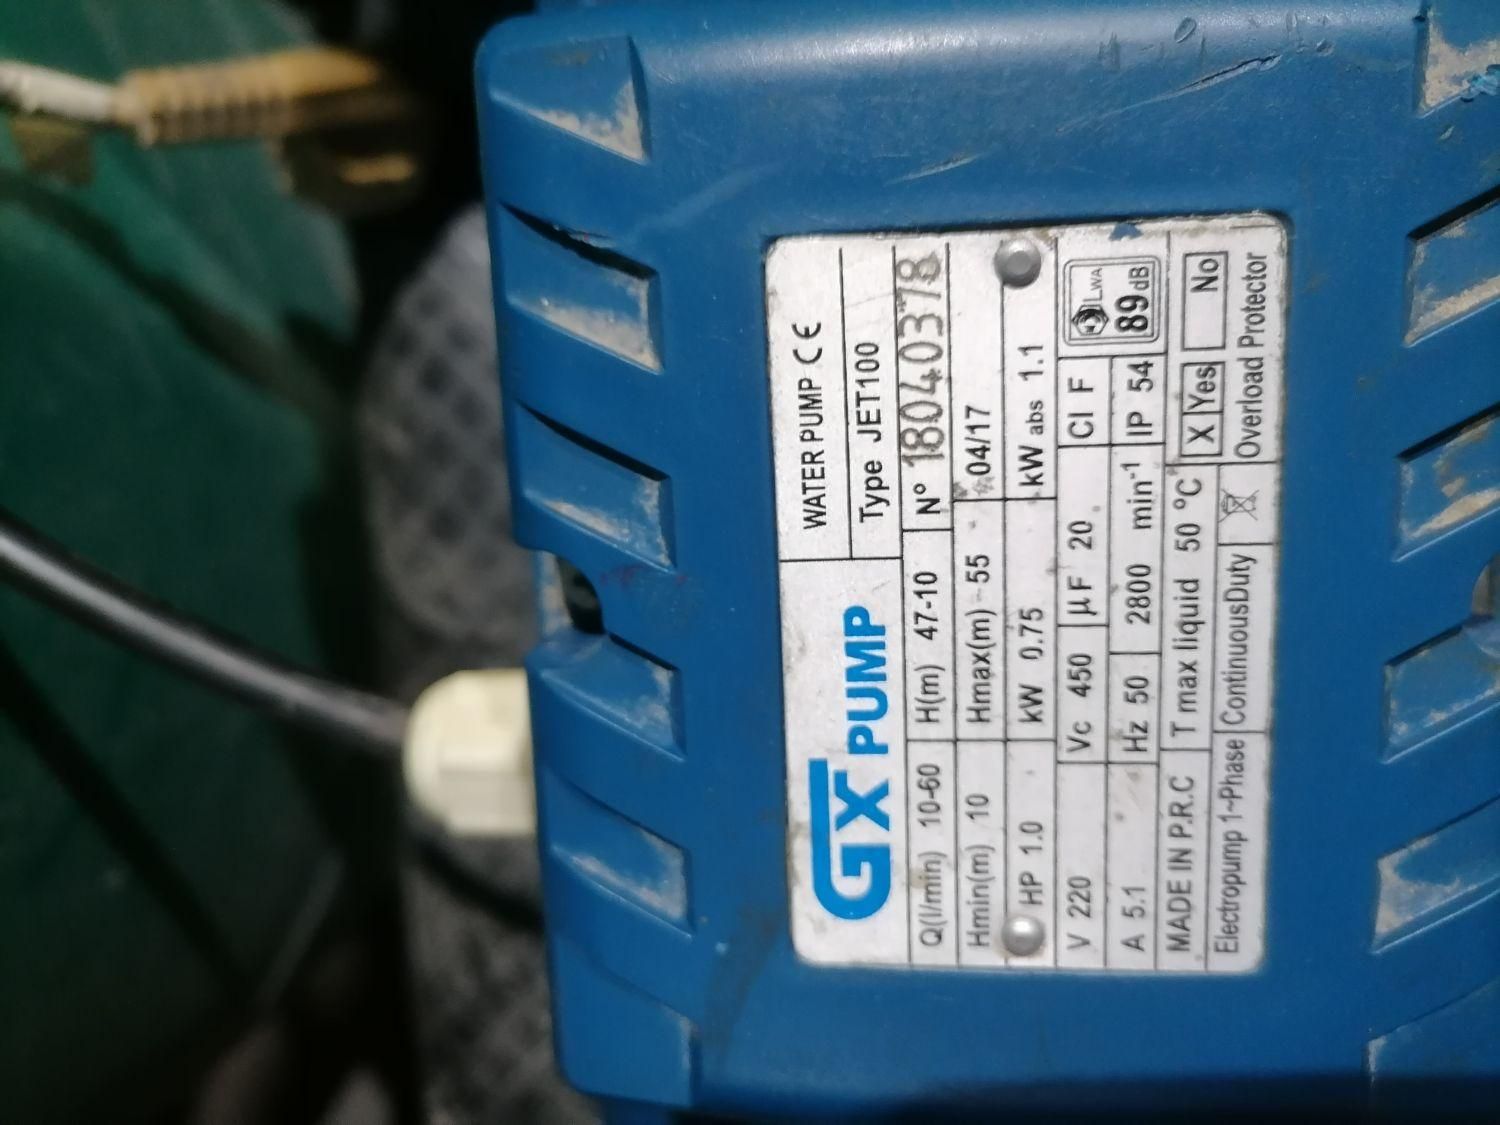 GX PUMP
WATER PUMP CE
Type JET100
Q(l/min) 10-60 H(m) 47-10 N° 18040378
Hmin(m) 10 Hmax(m) 55 04/17
HP 1.0 kW 0.75 kW abs 1.1
V 220 Vc 450 µF 20 Cl F
LWA
89 dB
A 5.1 Hz 50 2800 min-1 IP 54
MADE IN P.R.C T max liquid 50 °C X Yes No
Electropump 1~Phase ContinuousDuty Overload Protector